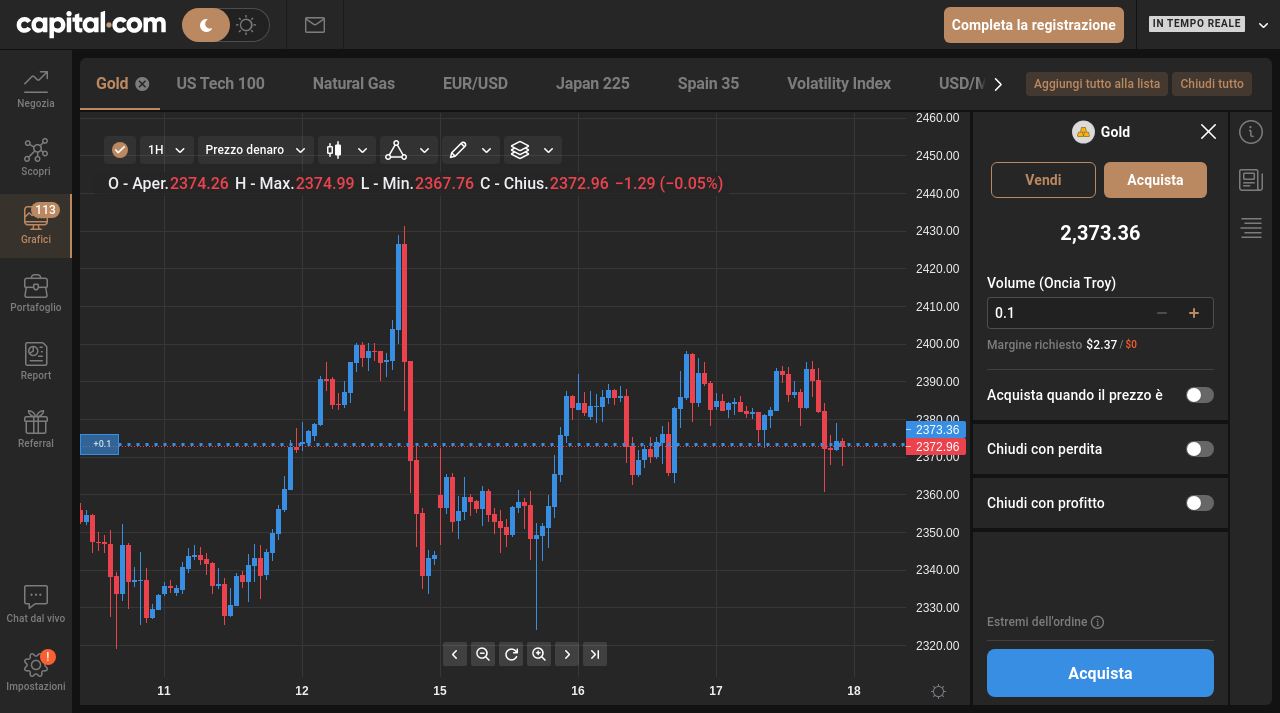 capital.com
Completa la registrazione
IN TEMPO REALE
Negozia
Scopri
113
Grafici
Portafoglio
Report
Referral
Chat dal vivo
!
Impostazioni
Gold
US Tech 100
Natural Gas
EUR/USD
Japan 225
Spain 35
Volatility Index
USD/M
Aggiungi tutto alla lista
Chiudi tutto
1H
Prezzo denaro
O - Aper.2374.26 H - Max.2374.99 L - Min.2367.76 C - Chius.2372.96 −1.29 (−0.05%)
+0.1
2460.00
2450.00
2440.00
2430.00
2420.00
2410.00
2400.00
2390.00
2380.00
2373.36
2372.96
2370.00
2360.00
2350.00
2340.00
2330.00
2320.00
11
12
15
16
17
18
Gold
Vendi
Acquista
2,373.36
Volume (Oncia Troy)
0.1
Margine richiesto $2.37 / $0
Acquista quando il prezzo è
Chiudi con perdita
Chiudi con profitto
Estremi dell'ordine
Acquista